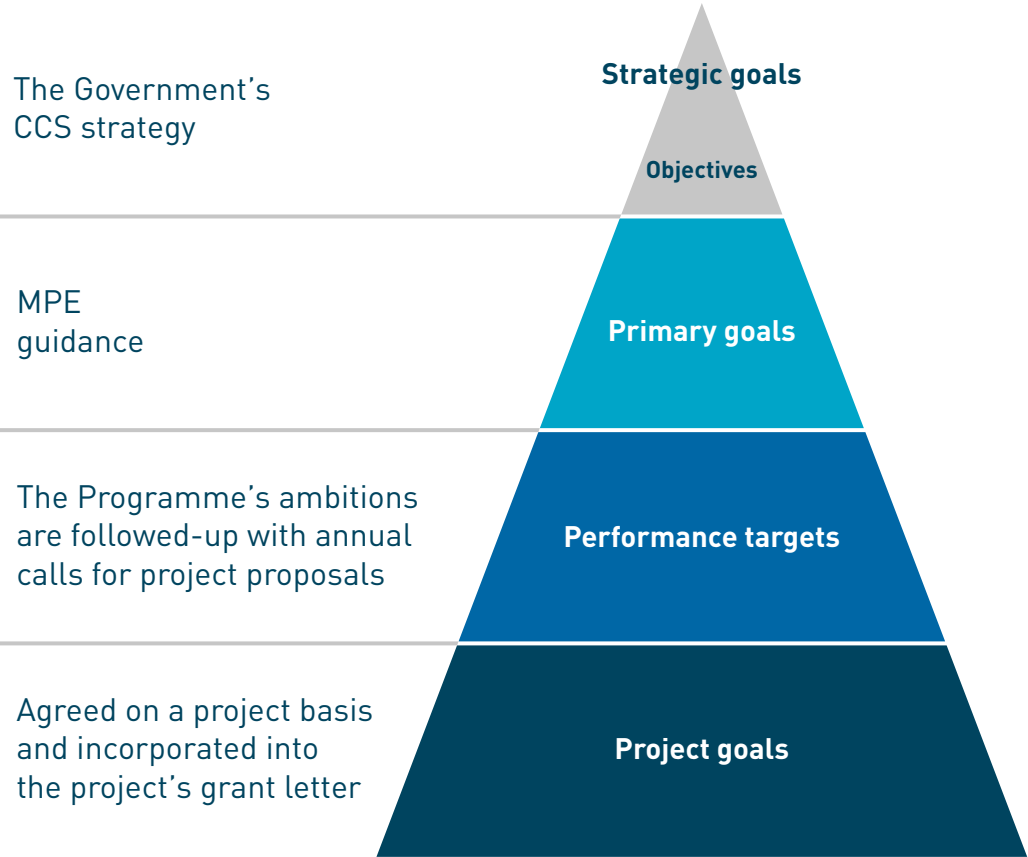 The Government’s
CCS strategy
Strategic goals
Objectives
MPE
guidance
Primary goals
The Programme’s ambitions
are followed-up with annual
calls for project proposals
Performance targets
Agreed on a project basis
and incorporated into
the project’s grant letter
Project goals